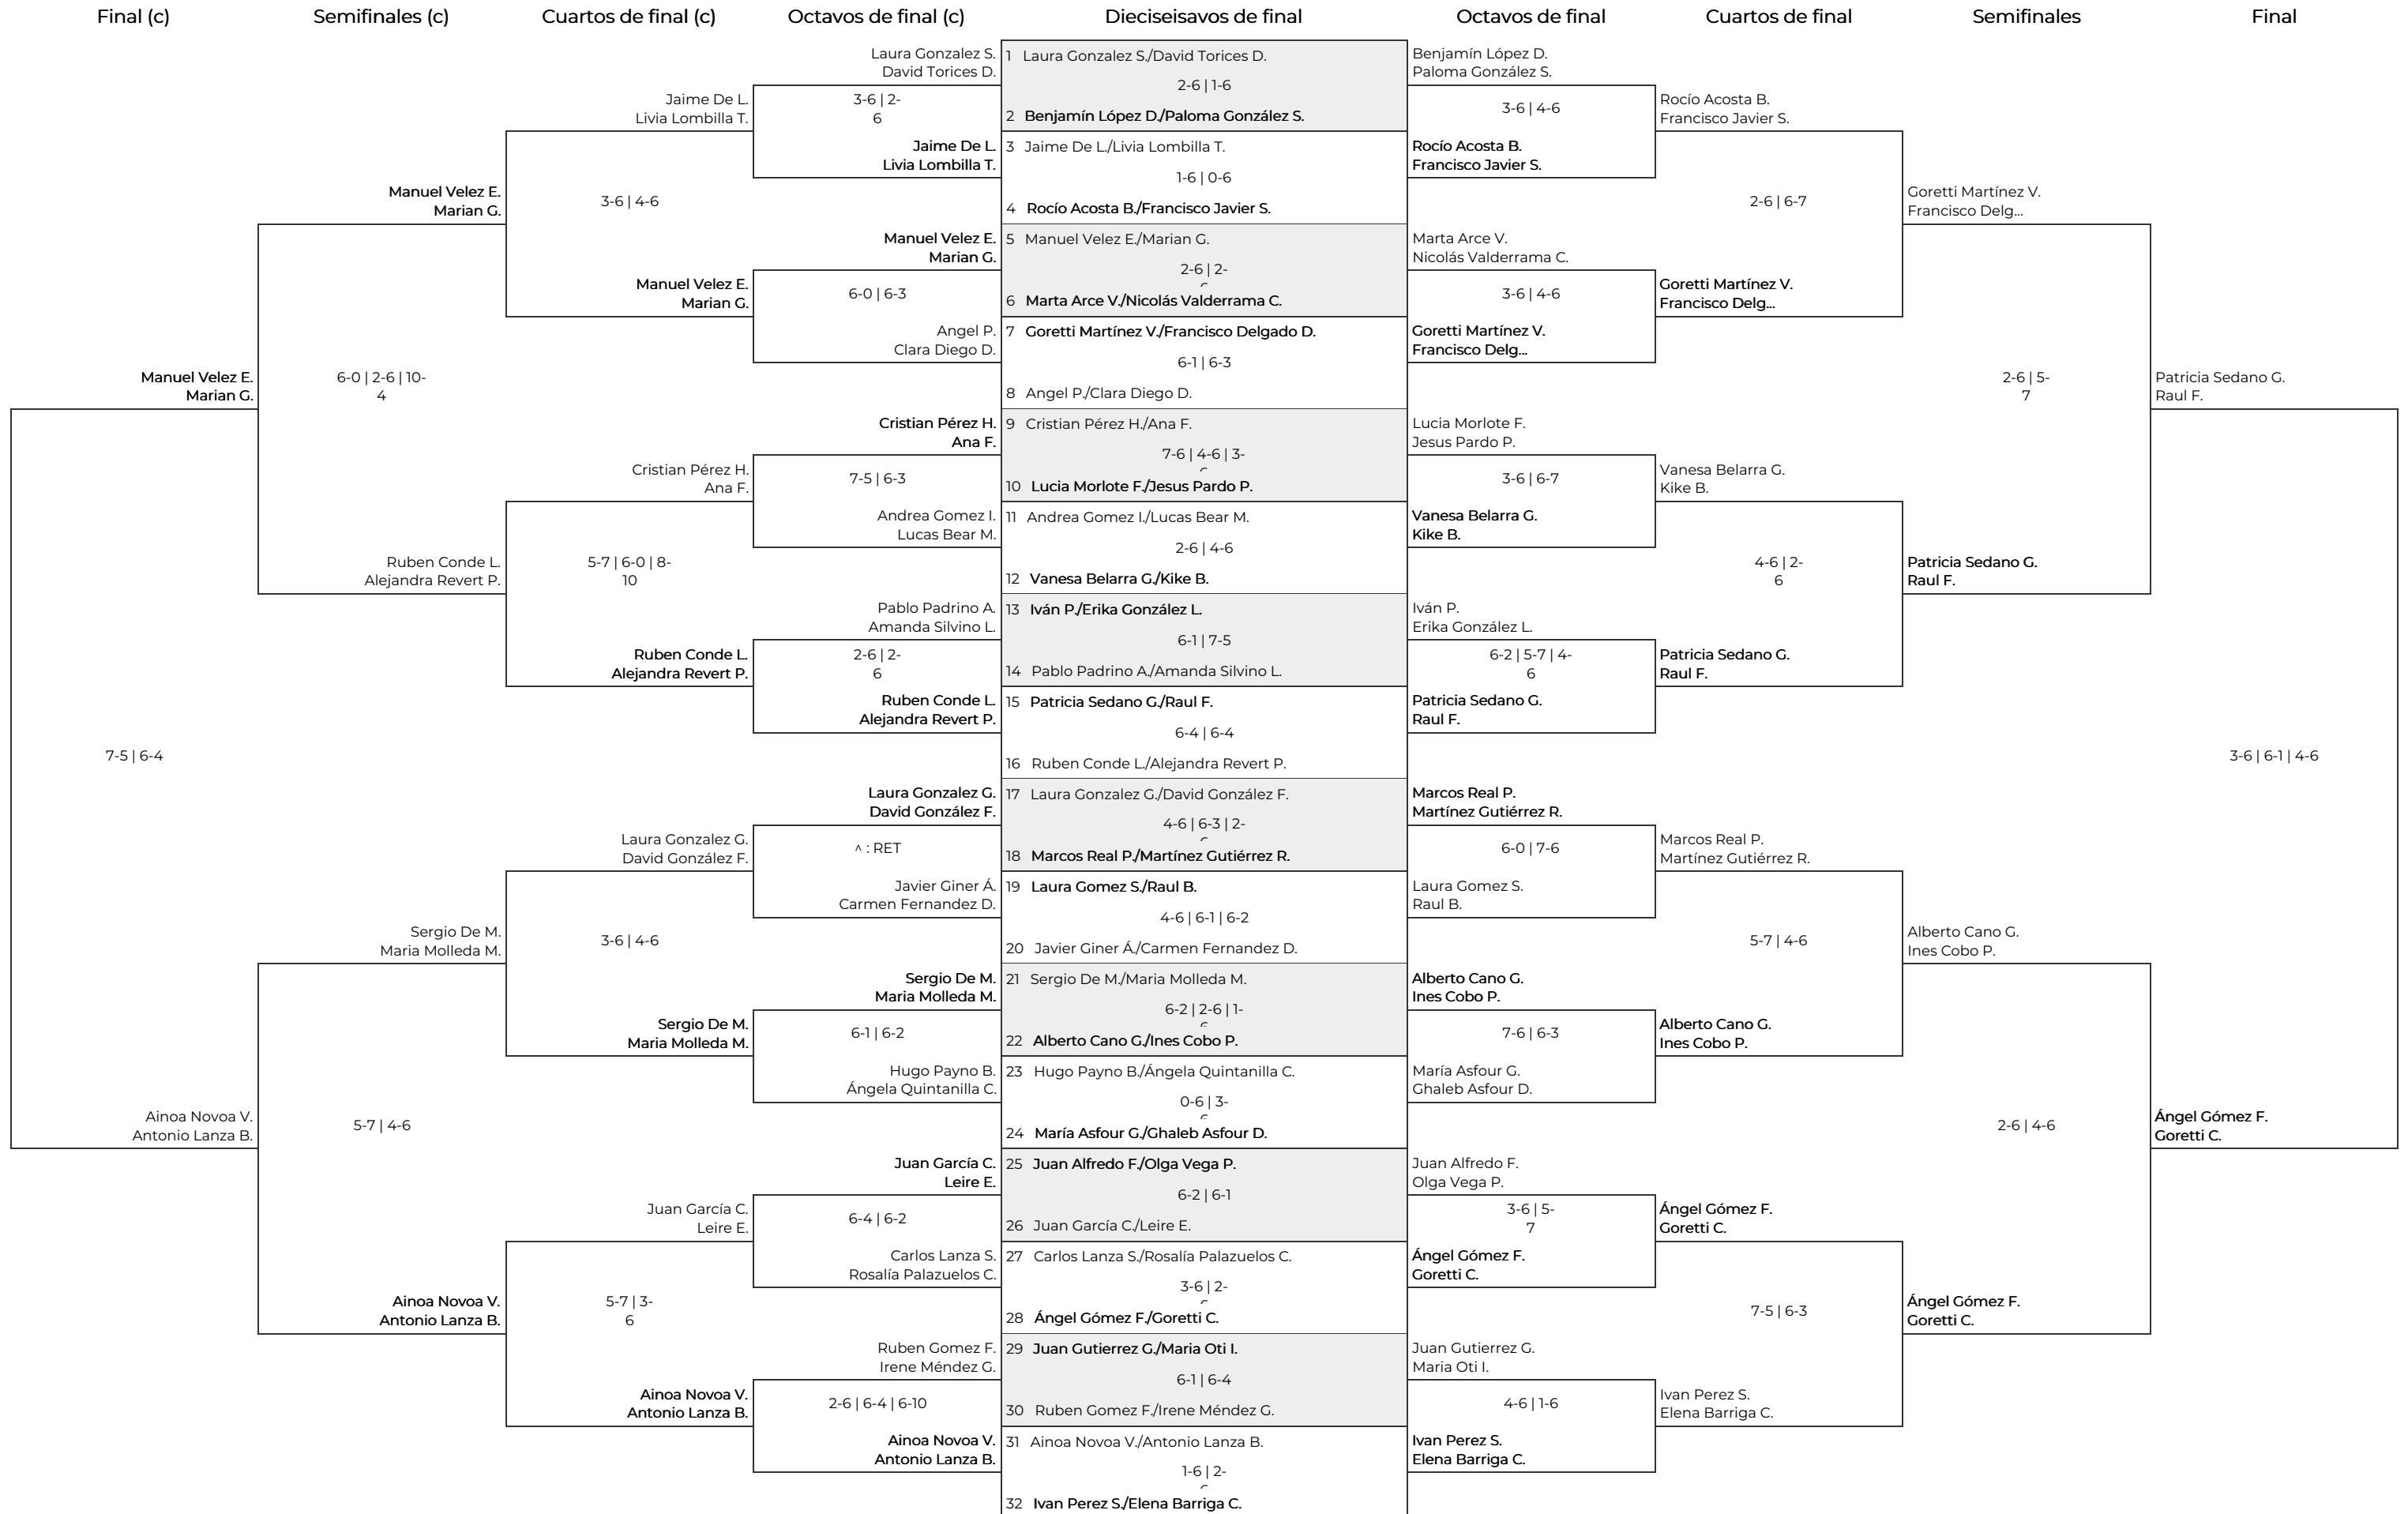 Final (c)
Semifinales (c)
Cuartos de final (c)
Octavos de final (c)
Dieciseisavos de final
Octavos de final
Cuartos de final
Semifinales
Final
Manuel Velez E.
Marian G.
7-5 | 6-4
Ainoa Novoa V.
Antonio Lanza B.
Manuel Velez E.
Marian G.
6-0 | 2-6 | 10-
4
Ruben Conde L.
Alejandra Revert P.
Sergio De M.
Maria Molleda M.
5-7 | 4-6
Ainoa Novoa V.
Antonio Lanza B.
Jaime De L.
Livia Lombilla T.
3-6 | 4-6
Manuel Velez E.
Marian G.
Cristian Pérez H.
Ana F.
5-7 | 6-0 | 8-
10
Ruben Conde L.
Alejandra Revert P.
Laura Gonzalez G.
David González F.
3-6 | 4-6
Sergio De M.
Maria Molleda M.
Juan García C.
Leire E.
5-7 | 3-
6
Ainoa Novoa V.
Antonio Lanza B.
Laura Gonzalez S.
David Torices D.
3-6 | 2-
6
Jaime De L.
Livia Lombilla T.
Manuel Velez E.
Marian G.
6-0 | 6-3
Angel P.
Clara Diego D.
Cristian Pérez H.
Ana F.
7-5 | 6-3
Andrea Gomez I.
Lucas Bear M.
Pablo Padrino A.
Amanda Silvino L.
2-6 | 2-
6
Ruben Conde L.
Alejandra Revert P.
Laura Gonzalez G.
David González F.
^ : RET
Javier Giner Á.
Carmen Fernandez D.
Sergio De M.
Maria Molleda M.
6-1 | 6-2
Hugo Payno B.
Ángela Quintanilla C.
Juan García C.
Leire E.
6-4 | 6-2
Carlos Lanza S.
Rosalía Palazuelos C.
Ruben Gomez F.
Irene Méndez G.
2-6 | 6-4 | 6-10
Ainoa Novoa V.
Antonio Lanza B.
1 Laura Gonzalez S./David Torices D.
2-6 | 1-6
2 Benjamín López D./Paloma González S.
3 Jaime De L./Livia Lombilla T.
1-6 | 0-6
4 Rocío Acosta B./Francisco Javier S.
5 Manuel Velez E./Marian G.
2-6 | 2-
6 Marta Arce V./Nicolás Valderrama C.
7 Goretti Martínez V./Francisco Delgado D.
6-1 | 6-3
8 Angel P./Clara Diego D.
9 Cristian Pérez H./Ana F.
7-6 | 4-6 | 3-
10 Lucia Morlote F./Jesus Pardo P.
11 Andrea Gomez I./Lucas Bear M.
2-6 | 4-6
12 Vanesa Belarra G./Kike B.
13 Iván P./Erika González L.
6-1 | 7-5
14 Pablo Padrino A./Amanda Silvino L.
15 Patricia Sedano G./Raul F.
6-4 | 6-4
16 Ruben Conde L./Alejandra Revert P.
17 Laura Gonzalez G./David González F.
4-6 | 6-3 | 2-
18 Marcos Real P./Martínez Gutiérrez R.
19 Laura Gomez S./Raul B.
4-6 | 6-1 | 6-2
20 Javier Giner Á./Carmen Fernandez D.
21 Sergio De M./Maria Molleda M.
6-2 | 2-6 | 1-
22 Alberto Cano G./Ines Cobo P.
23 Hugo Payno B./Ángela Quintanilla C.
0-6 | 3-
24 María Asfour G./Ghaleb Asfour D.
25 Juan Alfredo F./Olga Vega P.
6-2 | 6-1
26 Juan García C./Leire E.
27 Carlos Lanza S./Rosalía Palazuelos C.
3-6 | 2-
28 Ángel Gómez F./Goretti C.
29 Juan Gutierrez G./Maria Oti I.
6-1 | 6-4
30 Ruben Gomez F./Irene Méndez G.
31 Ainoa Novoa V./Antonio Lanza B.
1-6 | 2-
32 Ivan Perez S./Elena Barriga C.
Benjamín López D.
Paloma González S.
3-6 | 4-6
Rocío Acosta B.
Francisco Javier S.
Marta Arce V.
Nicolás Valderrama C.
3-6 | 4-6
Goretti Martínez V.
Francisco Delg...
Lucia Morlote F.
Jesus Pardo P.
3-6 | 6-7
Vanesa Belarra G.
Kike B.
Iván P.
Erika González L.
6-2 | 5-7 | 4-
6
Patricia Sedano G.
Raul F.
Marcos Real P.
Martínez Gutiérrez R.
6-0 | 7-6
Laura Gomez S.
Raul B.
Alberto Cano G.
Ines Cobo P.
7-6 | 6-3
María Asfour G.
Ghaleb Asfour D.
Juan Alfredo F.
Olga Vega P.
3-6 | 5-
7
Ángel Gómez F.
Goretti C.
Juan Gutierrez G.
Maria Oti I.
4-6 | 1-6
Ivan Perez S.
Elena Barriga C.
Rocío Acosta B.
Francisco Javier S.
2-6 | 6-7
Goretti Martínez V.
Francisco Delg...
Vanesa Belarra G.
Kike B.
4-6 | 2-
6
Patricia Sedano G.
Raul F.
Marcos Real P.
Martínez Gutiérrez R.
5-7 | 4-6
Alberto Cano G.
Ines Cobo P.
Ángel Gómez F.
Goretti C.
7-5 | 6-3
Ivan Perez S.
Elena Barriga C.
Goretti Martínez V.
Francisco Delg...
2-6 | 5-
7
Patricia Sedano G.
Raul F.
Alberto Cano G.
Ines Cobo P.
2-6 | 4-6
Ángel Gómez F.
Goretti C.
Patricia Sedano G.
Raul F.
3-6 | 6-1 | 4-6
Ángel Gómez F.
Goretti C.